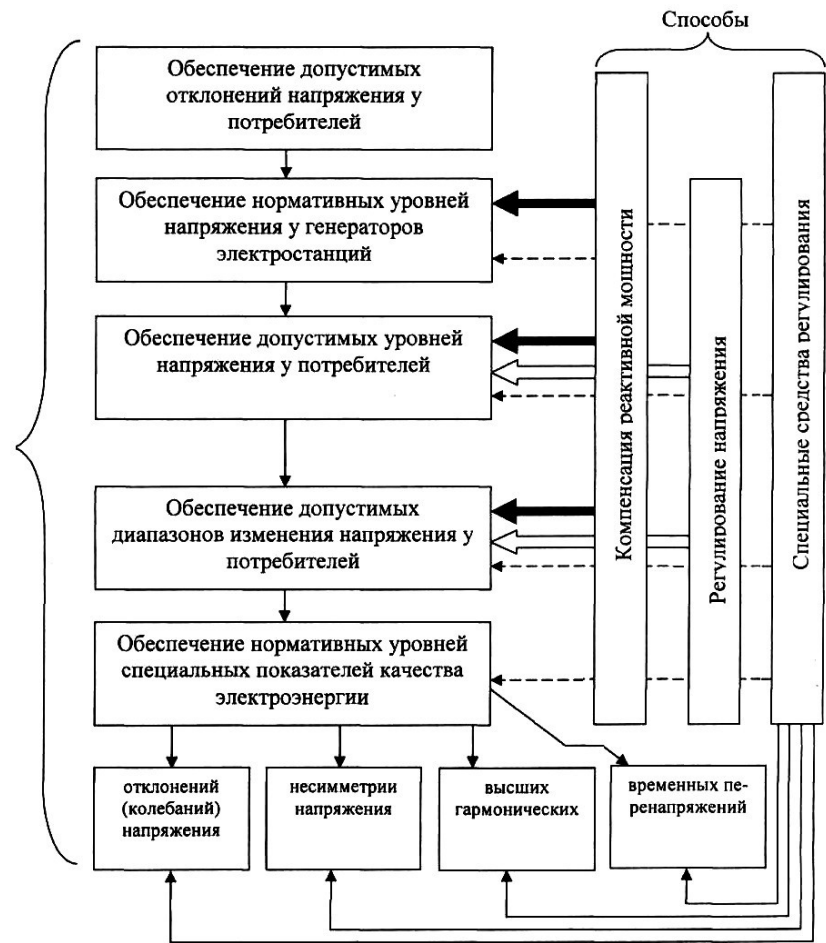 Способы
Обеспечение допустимых
отклонений напряжения у
потребителей
Обеспечение нормативных уровней
напряжения у генераторов
электростанций
Обеспечение допустимых уровней
напряжения у потребителей
Обеспечение допустимых
диапазонов изменения напряжения у
потребителей
Обеспечение нормативных уровней
специальных показателей качества
электроэнергии
отклонений
(колебаний)
напряжения
несимметрии
напряжения
высших
гармонических
временных пе-
ренапряжений
Компенсация реактивной мощности
Регулирование напряжения
Специальные средства регулирования